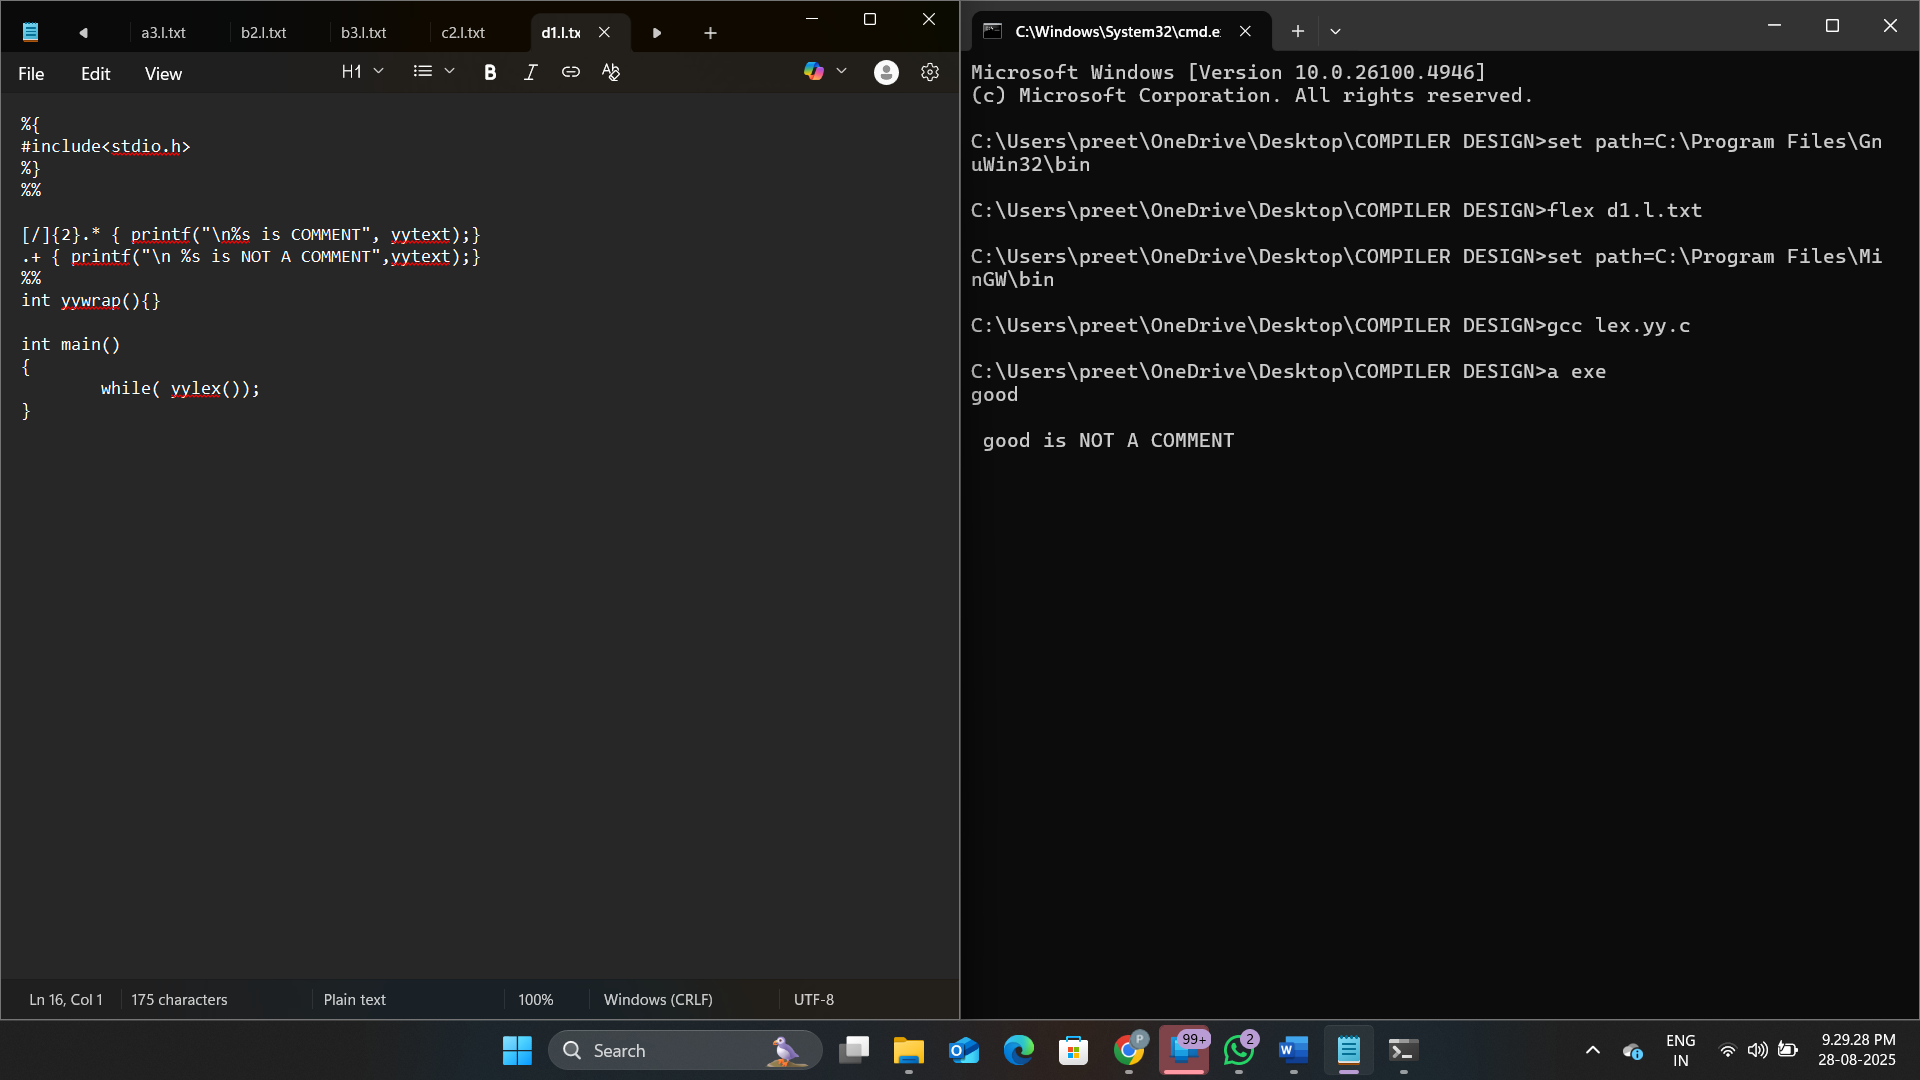 a3.l.txt b2.l.txt b3.l.txt c2.l.txt d1.l.tx
File Edit View H1 B I
%{
#include<stdio.h>
%}
%%
[/]{2}.* { printf("\n%s is COMMENT", yytext);}
.+ { printf("\n %s is NOT A COMMENT",yytext);}
%%
int yywrap(){}
int main()
{
while( yylex());
}
Ln 16, Col 1 175 characters Plain text 100% Windows (CRLF) UTF-8
C:\Windows\System32\cmd.e
Microsoft Windows [Version 10.0.26100.4946]
(c) Microsoft Corporation. All rights reserved.
C:\Users\preet\OneDrive\Desktop\COMPILER DESIGN>set path=C:\Program Files\Gn
uWin32\bin
C:\Users\preet\OneDrive\Desktop\COMPILER DESIGN>flex d1.l.txt
C:\Users\preet\OneDrive\Desktop\COMPILER DESIGN>set path=C:\Program Files\Mi
nGW\bin
C:\Users\preet\OneDrive\Desktop\COMPILER DESIGN>gcc lex.yy.c
C:\Users\preet\OneDrive\Desktop\COMPILER DESIGN>a exe
good
 good is NOT A COMMENT
Search P 99+ 2 ENG 9.29.28 PM
IN 28-08-2025